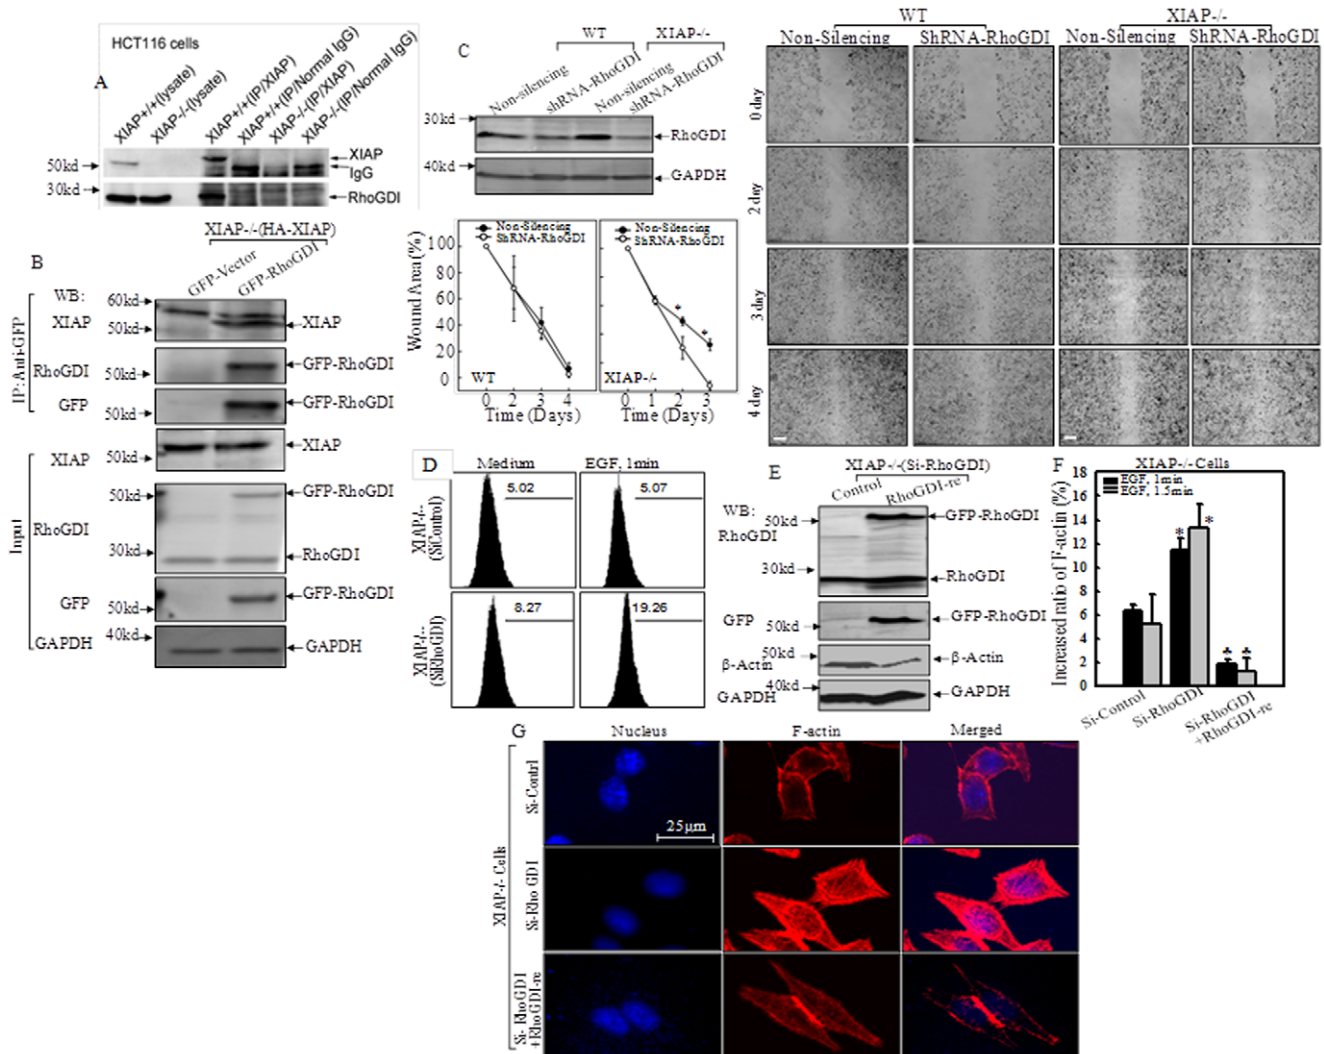 A
HCT116 cells
XIAP+/+(lysate)
XIAP-/-(lysate)
XIAP+/+(IP/XIAP)
XIAP+/+(IP/Normal IgG)
XIAP-/-(IP/XIAP)
XIAP-/-(IP/Normal IgG)
50kd
XIAP
IgG
30kd
RhoGDI
B
XIAP-/-(HA-XIAP)
GFP-Vector
GFP-RhoGDI
IP:Anti-GFP
WB:
60kd
XIAP
50kd
XIAP
RhoGDI
50kd
GFP-RhoGDI
GFP
50kd
GFP-RhoGDI
Input
XIAP
50kd
XIAP
50kd
GFP-RhoGDI
RhoGDI
30kd
RhoGDI
GFP
50kd
GFP-RhoGDI
GAPDH
40kd
GAPDH
C
WT
XIAP-/-
Non-silencing
shRNA-RhoGDI
Non-silencing
shRNA-RhoGDI
30kd
RhoGDI
40kd
GAPDH
Wound Area(%)
100
80
60
40
20
0
Non-Silencing
ShRNA-RhoGDI
WT
0 2 3 4
Time (Days)
Non-Silencing
ShRNA-RhoGDI
*
*
XIAP-/-
0 1 2 3
Time (Days)
WT
XIAP-/-
Non-Silencing
ShRNA-RhoGDI
Non-Silencing
ShRNA-RhoGDI
0 day
2 day
3 day
4 day
D
Medium
EGF, 1min
XIAP-/-
(SiControl)
5.02
5.07
XIAP-/-
(SiRhoGDI)
8.27
19.26
E
XIAP-/-(Si-RhoGDI)
Control
RhoGDI-re
WB:
50kd
GFP-RhoGDI
RhoGDI
30kd
RhoGDI
GFP
50kd
GFP-RhoGDI
50kd
β-Actin
β-Actin
40kd
GAPDH
GAPDH
F
XIAP-/-Cells
Increased ratio of F-actin (%)
18
16
14
12
10
8
6
4
2
0
EGF, 1min
EGF, 1.5min
*
*
♣
♣
Si-Control
Si-RhoGDI
Si-RhoGDI
+RhoGDI-re
G
Nucleus
F-actin
Merged
XIAP-/- Cells
Si-Contrl
25μm
Si-Rho GDI
Si- RhoGDI
+RhoGDI-re